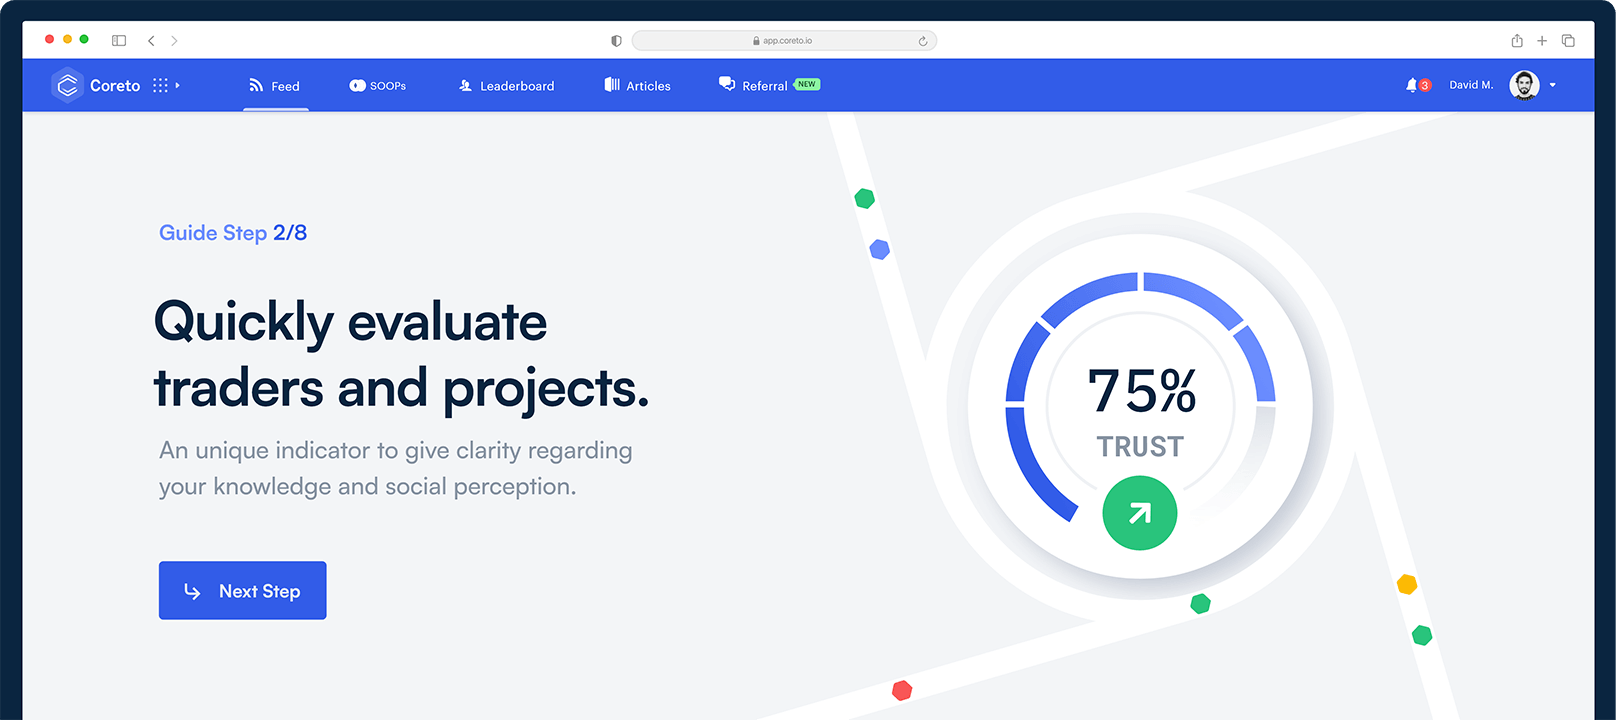 app.coreto.io
Coreto
Feed
SOOPs
Leaderboard
Articles
Referral NEW
3
David M.
Guide Step 2/8
Quickly evaluate
traders and projects.
An unique indicator to give clarity regarding
your knowledge and social perception.
Next Step
75%
TRUST